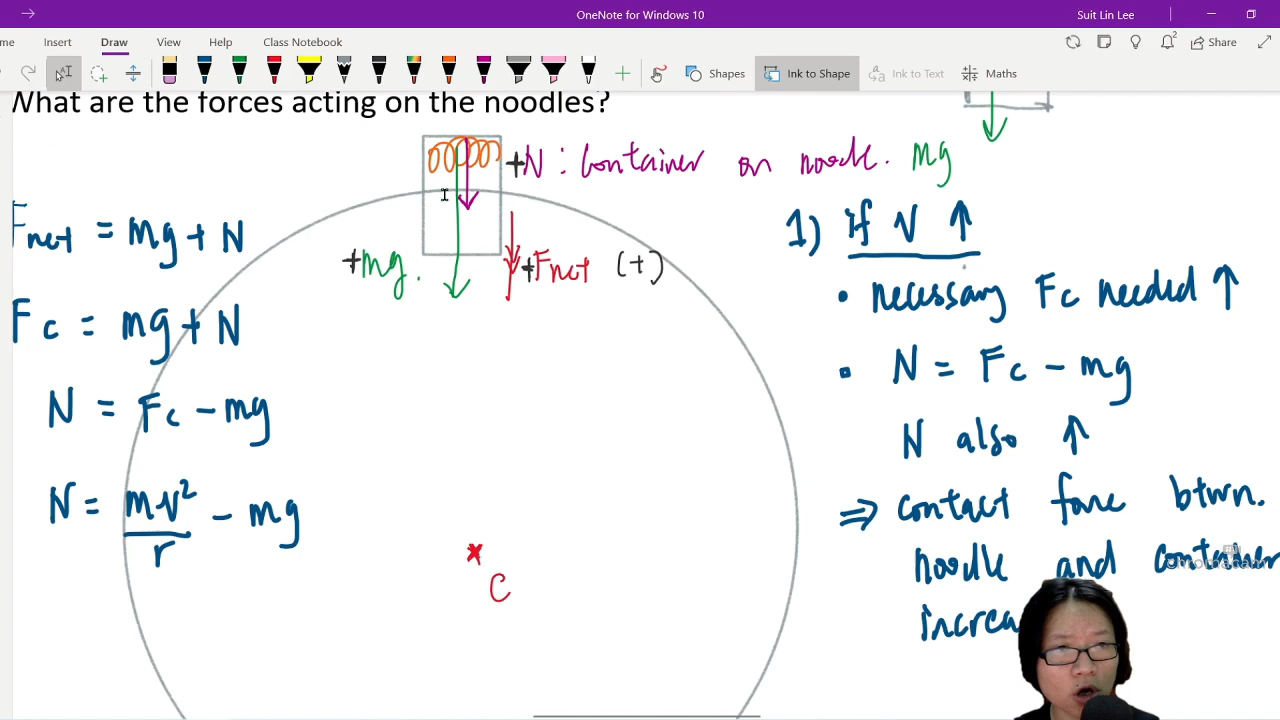 OneNote for Windows 10
Suit Lin Lee
me Insert Draw View Help Class Notebook
Share
Shapes Ink to Shape Ink to Text Maths
What are the forces acting on the noodles?
+N : Container on noodle. mg
mg
+mg.
+Fnet (+)
Fnet = mg + N
Fc = mg + N
N = Fc - mg
N = mv² / r - mg
C
1) if V ↑
• necessary Fc needed ↑
• N = Fc - mg
N also ↑
⇒ contact force btwn.
noodle and container
increa